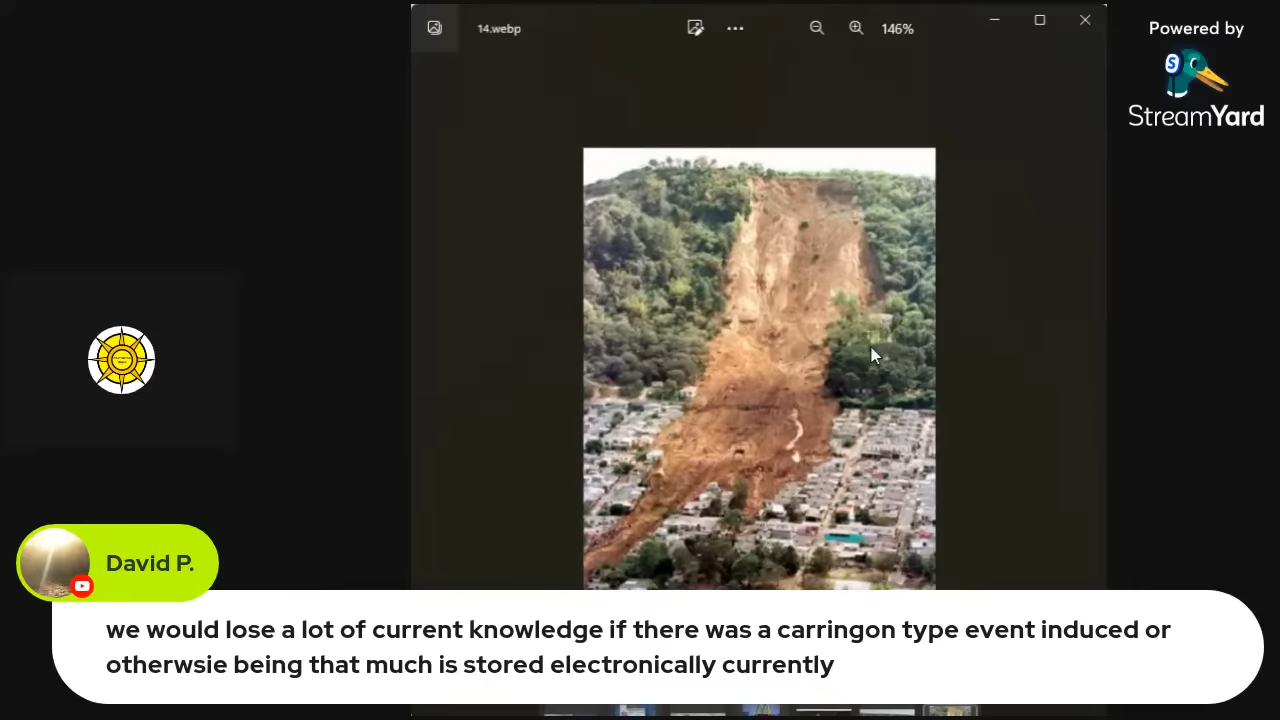 14.webp
146%
Powered by
S
StreamYard
David P.
we would lose a lot of current knowledge if there was a carringon type event induced or
otherwsie being that much is stored electronically currently